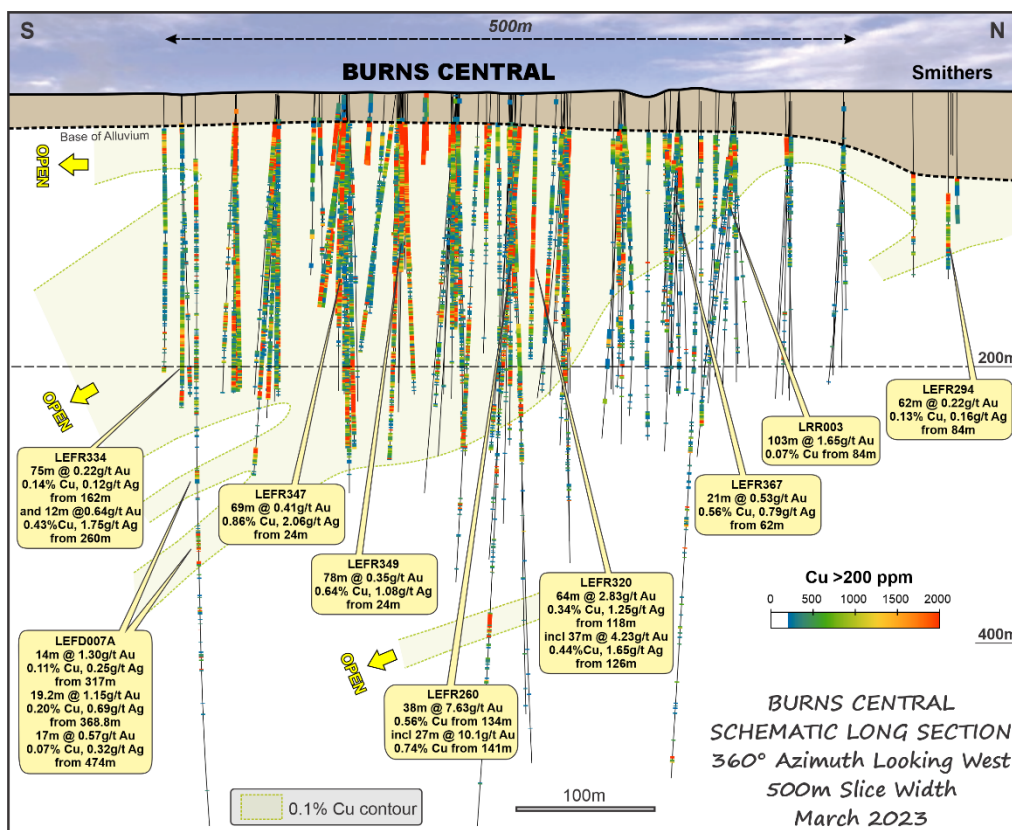 S
500m
N
BURNS CENTRAL
Smithers
Base of Alluvium
OPEN
200m
OPEN
LEFR334
75m @ 0.22g/t Au
0.14% Cu, 0.12g/t Ag
from 162m
and 12m @0.64g/t Au
0.43%Cu, 1.75g/t Ag
from 260m
LEFR347
69m @ 0.41g/t Au
0.86% Cu, 2.06g/t Ag
from 24m
LEFR349
78m @ 0.35g/t Au
0.64% Cu, 1.08g/t Ag
from 24m
LEFR320
64m @ 2.83g/t Au
0.34% Cu, 1.25g/t Ag
from 118m
incl 37m @ 4.23g/t Au
0.44%Cu, 1.65g/t Ag
from 126m
LEFR367
21m @ 0.53g/t Au
0.56% Cu, 0.79g/t Ag
from 62m
LRR003
103m @ 1.65g/t Au
0.07% Cu from 84m
LEFR294
62m @ 0.22g/t Au
0.13% Cu, 0.16g/t Ag
from 84m
LEFD007A
14m @ 1.30g/t Au
0.11% Cu, 0.25g/t Ag
from 317m
19.2m @ 1.15g/t Au
0.20% Cu, 0.69g/t Ag
from 368.8m
17m @ 0.57g/t Au
0.07% Cu, 0.32g/t Ag
from 474m
OPEN
LEFR260
38m @ 7.63g/t Au
0.56% Cu from 134m
incl 27m @ 10.1g/t Au
0.74% Cu from 141m
Cu >200 ppm
0 500 1000 1500 2000
400m
0.1% Cu contour
100m
BURNS CENTRAL
SCHEMATIC LONG SECTION
360° Azimuth Looking West
500m Slice Width
March 2023